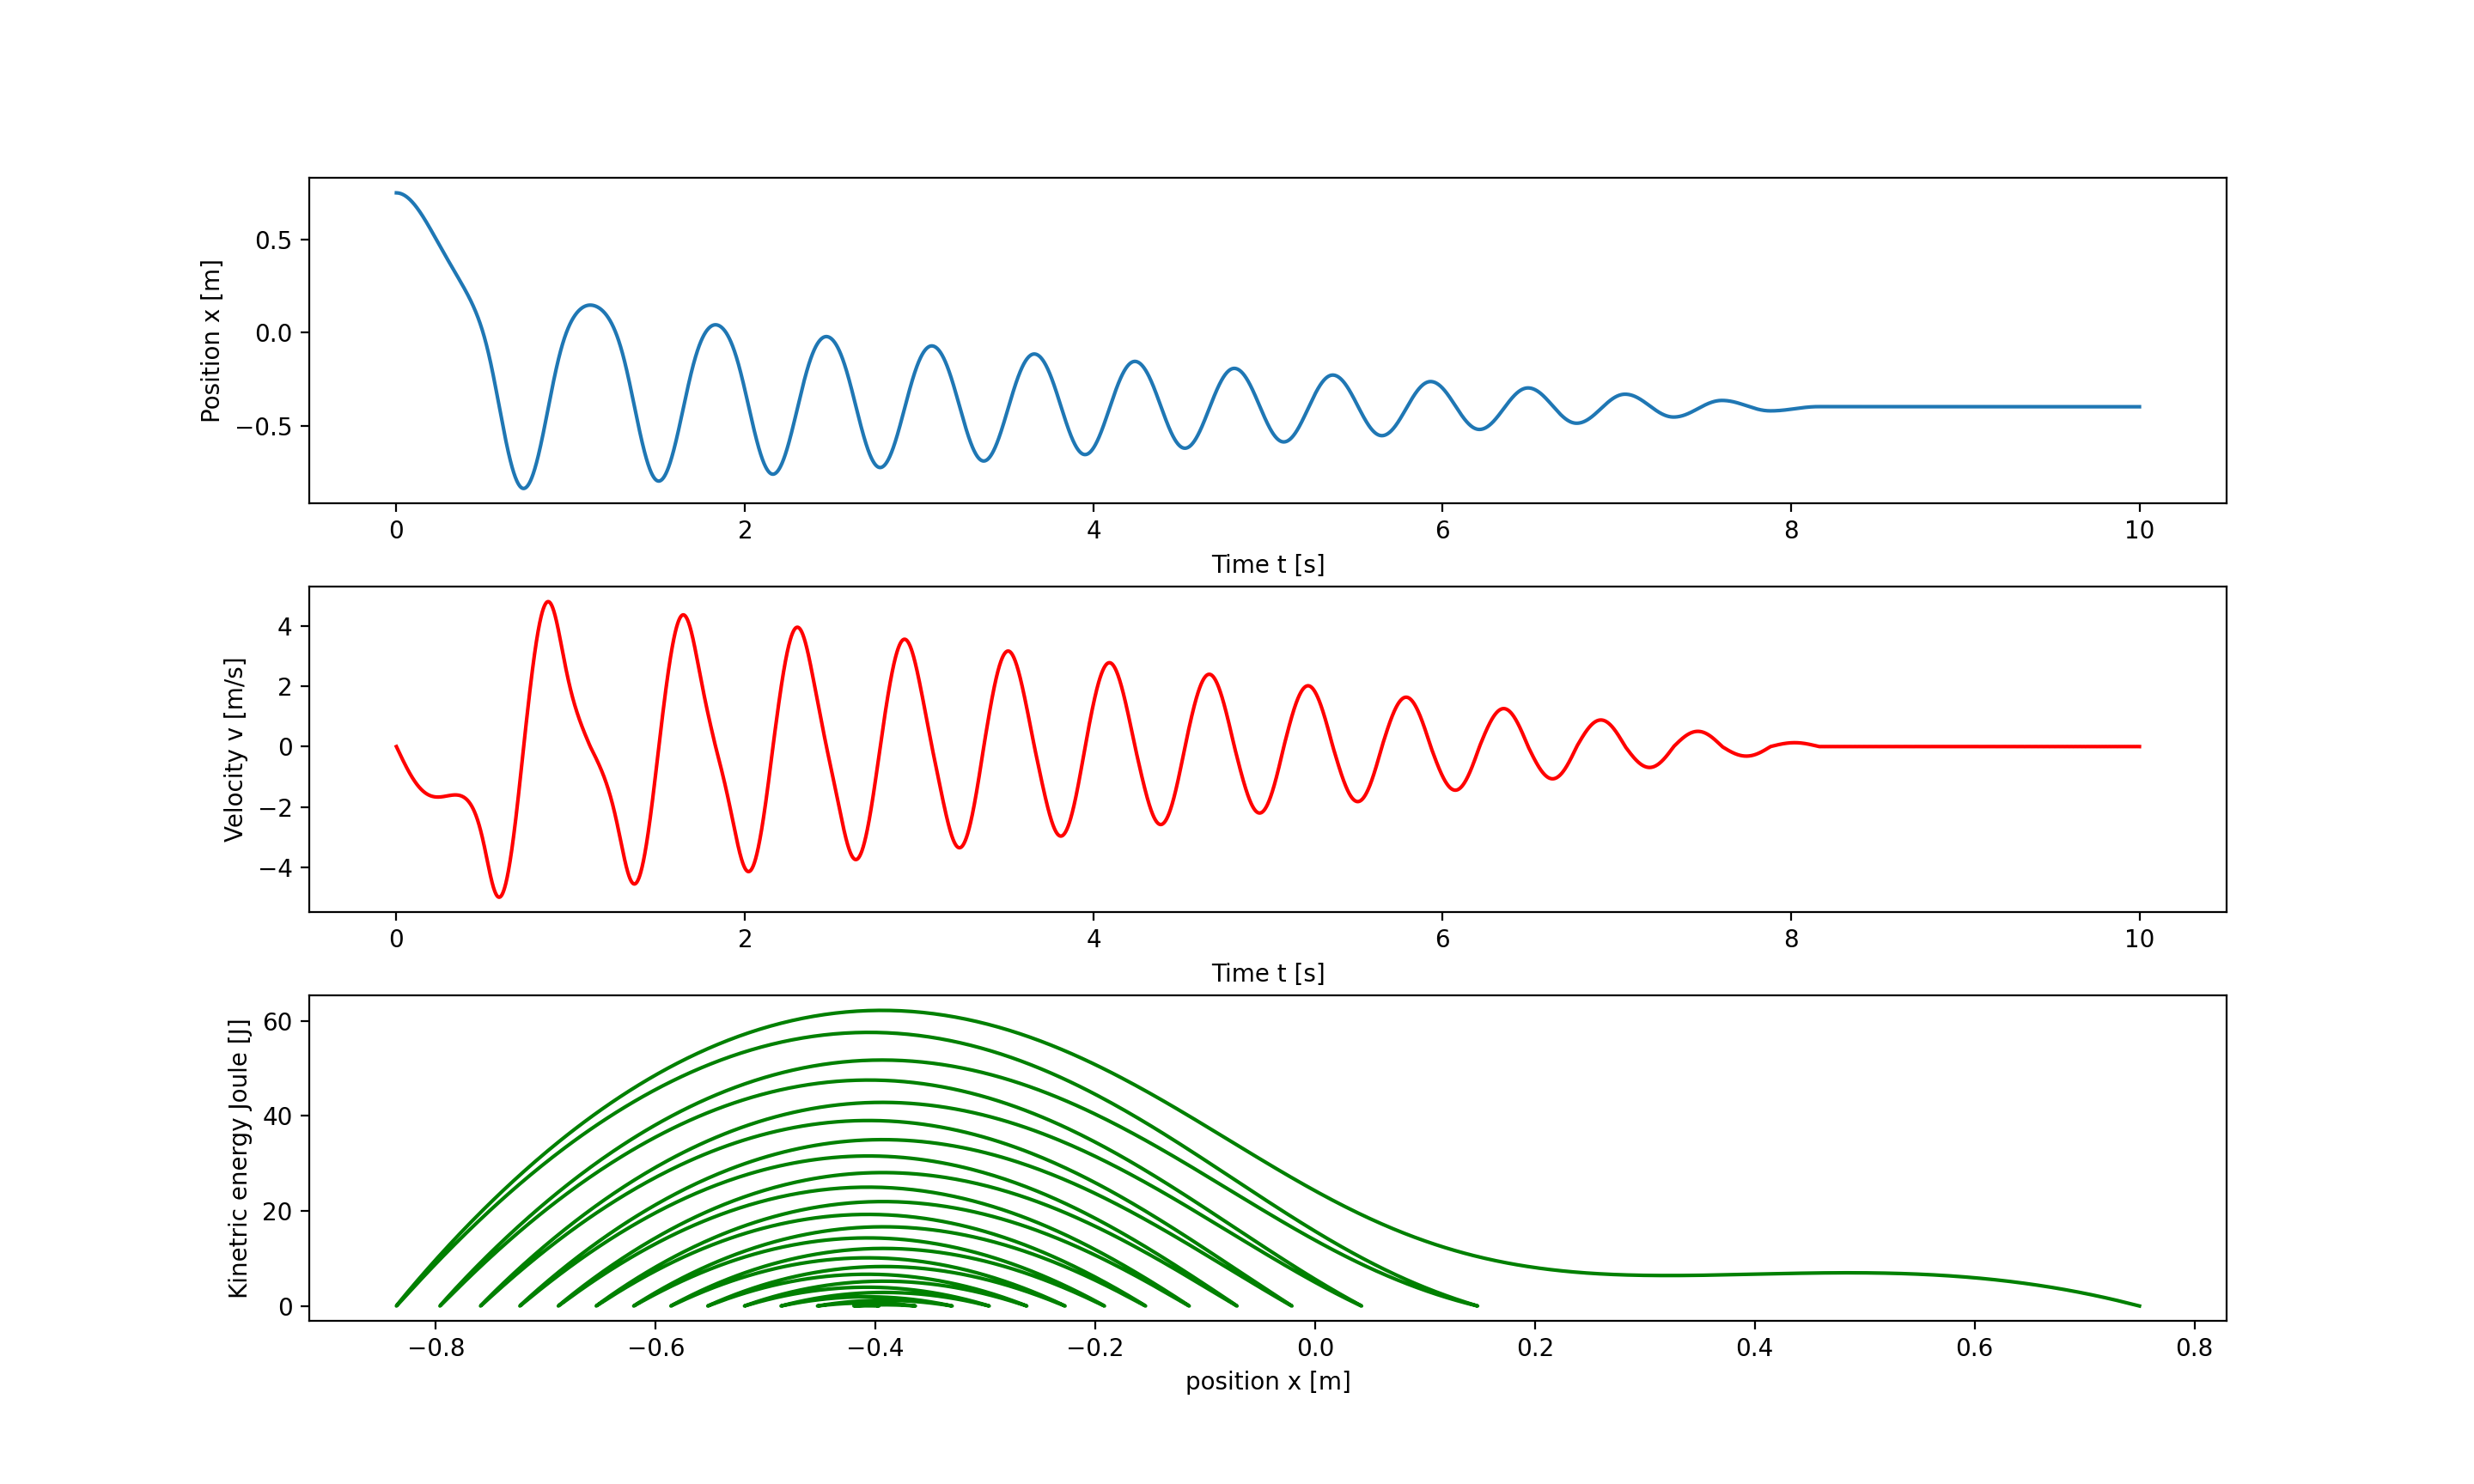 Position x [m]
0.5
0.0
−0.5
0 2 4 6 8 10
Time t [s]
Velocity v [m/s]
4
2
0
−2
−4
0 2 4 6 8 10
Time t [s]
Kinetric energy Joule [J]
60
40
20
0
−0.8 −0.6 −0.4 −0.2 0.0 0.2 0.4 0.6 0.8
position x [m]